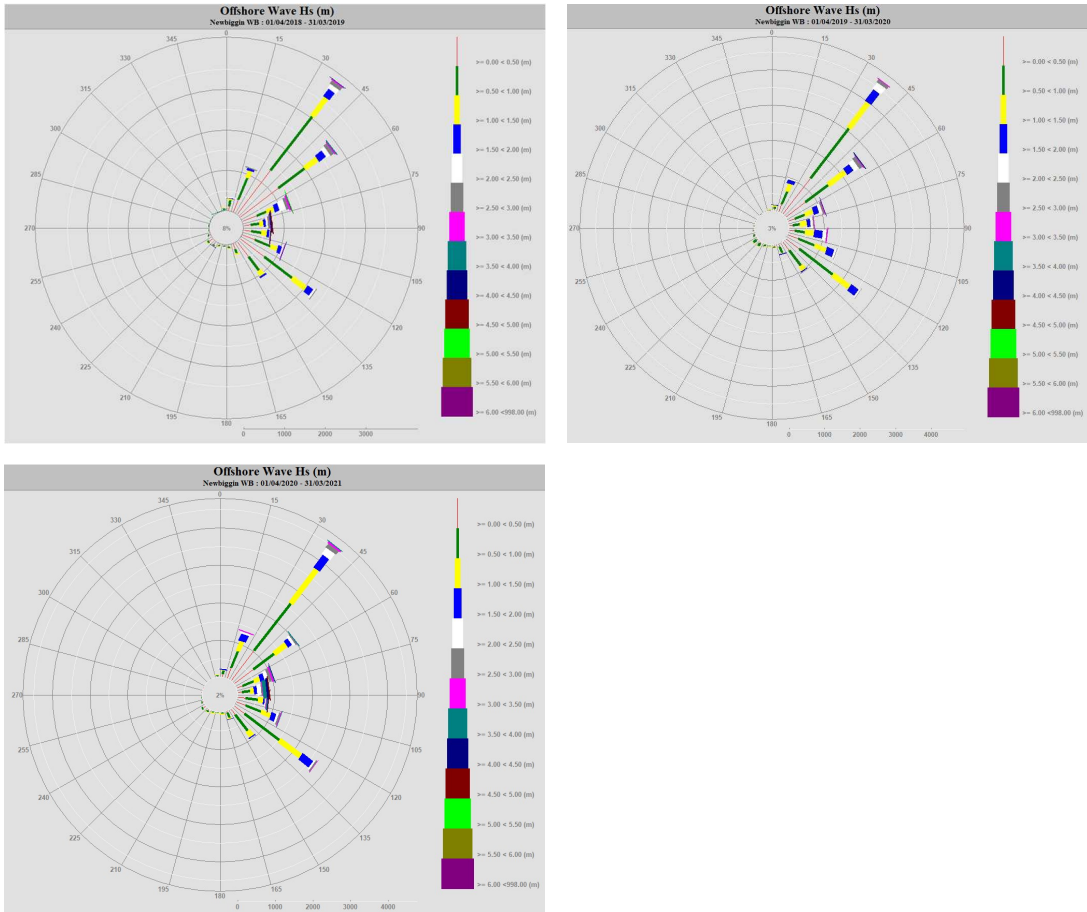 Offshore Wave Hs (m)
Newbiggin WB : 01/04/2018 - 31/03/2019
0
15
30
45
60
75
90
105
120
135
150
165
180
195
210
225
240
255
270
285
300
315
330
345
0 1000 2000 3000
>= 0.00 < 0.50 (m)
>= 0.50 < 1.00 (m)
>= 1.00 < 1.50 (m)
>= 1.50 < 2.00 (m)
>= 2.00 < 2.50 (m)
>= 2.50 < 3.00 (m)
>= 3.00 < 3.50 (m)
>= 3.50 < 4.00 (m)
>= 4.00 < 4.50 (m)
>= 4.50 < 5.00 (m)
>= 5.00 < 5.50 (m)
>= 5.50 < 6.00 (m)
>= 6.00 <998.00 (m)
Offshore Wave Hs (m)
Newbiggin WB : 01/04/2019 - 31/03/2020
0
15
30
45
60
75
90
105
120
135
150
165
180
195
210
225
240
255
270
285
300
315
330
345
3%
0 1000 2000 3000 4000
>= 0.00 < 0.50 (m)
>= 0.50 < 1.00 (m)
>= 1.00 < 1.50 (m)
>= 1.50 < 2.00 (m)
>= 2.00 < 2.50 (m)
>= 2.50 < 3.00 (m)
>= 3.00 < 3.50 (m)
>= 3.50 < 4.00 (m)
>= 4.00 < 4.50 (m)
>= 4.50 < 5.00 (m)
>= 5.00 < 5.50 (m)
>= 5.50 < 6.00 (m)
>= 6.00 <998.00 (m)
Offshore Wave Hs (m)
Newbiggin WB : 01/04/2020 - 31/03/2021
0
15
30
45
60
75
90
105
120
135
150
165
180
195
210
225
240
255
270
285
300
315
330
345
2%
0 1000 2000 3000 4000
>= 0.00 < 0.50 (m)
>= 0.50 < 1.00 (m)
>= 1.00 < 1.50 (m)
>= 1.50 < 2.00 (m)
>= 2.00 < 2.50 (m)
>= 2.50 < 3.00 (m)
>= 3.00 < 3.50 (m)
>= 3.50 < 4.00 (m)
>= 4.00 < 4.50 (m)
>= 4.50 < 5.00 (m)
>= 5.00 < 5.50 (m)
>= 5.50 < 6.00 (m)
>= 6.00 <998.00 (m)